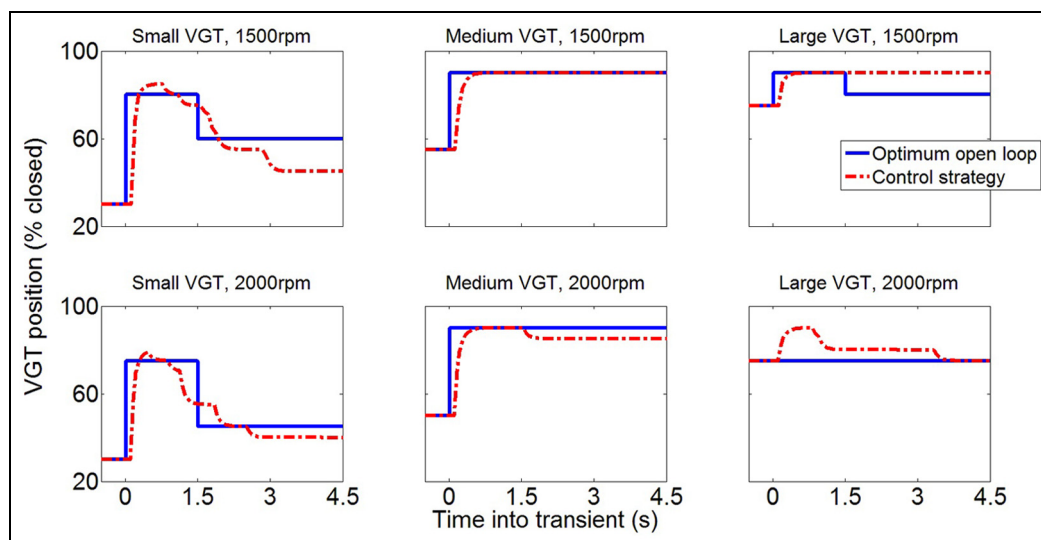 Small VGT, 1500rpm
Medium VGT, 1500rpm
Large VGT, 1500rpm
100
60
20
Optimum open loop
Control strategy
VGT position (% closed)
Small VGT, 2000rpm
Medium VGT, 2000rpm
Large VGT, 2000rpm
100
60
20
0 1.5 3 4.5
0 1.5 3 4.5
0 1.5 3 4.5
Time into transient (s)